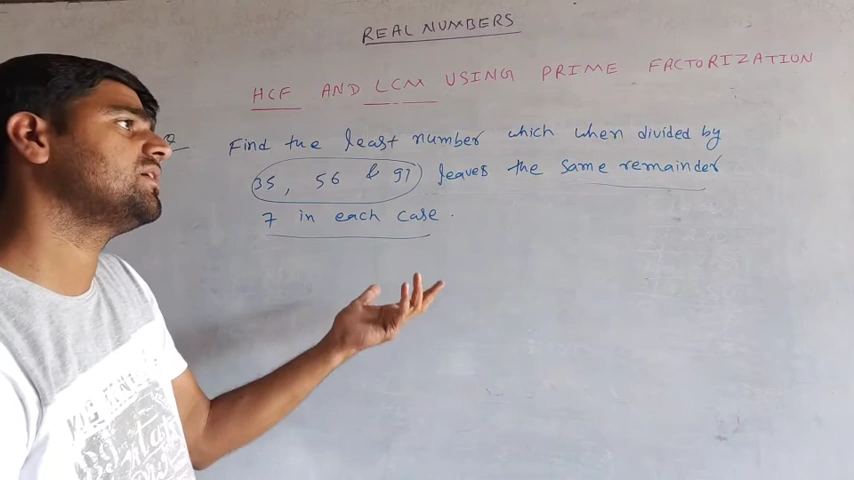 REAL NUMBERS
HCF AND LCM USING PRIME FACTORIZATION
Find the least number which when divided by
35, 56 & 91 leaves the same remainder
7 in each case.